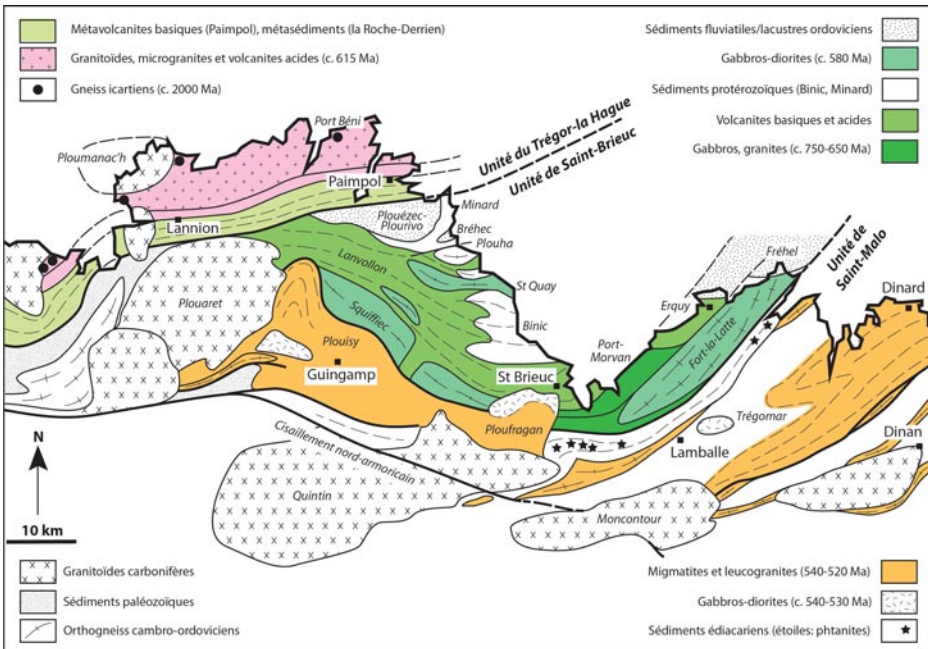 Métavolcanites basiques (Paimpol), métasédiments (la Roche-Derrien)
Granitoïdes, microgranites et volcanites acides (c. 615 Ma)
Gneiss icartiens (c. 2000 Ma)
Sédiments fluviatiles/lacustres ordoviciens
Gabbros-diorites (c. 580 Ma)
Sédiments protérozoïques (Binic, Minard)
Volcanites basiques et acides
Gabbros, granites (c. 750-650 Ma)
Port Béni
Ploumanac'h
Unité du Trégor-la Hague
Unité de Saint-Brieuc
Paimpol
Minard
Plouézec-
Plourivo
Bréhec
Plouha
Lannion
Lanvollon
St Quay
Fréhel
Unité de
Saint-Malo
Erquy
Dinard
Plouaret
Squiffiec
Binic
Port-
Morvan
Fort-la-Latte
Plouisy
Guingamp
St Brieuc
Ploufragan
Trégomar
Lamballe
Dinan
Cisaillement nord-armoricain
Quintin
Moncontour
N
10 km
Granitoïdes carbonifères
Sédiments paléozoïques
Orthogneiss cambro-ordoviciens
Migmatites et leucogranites (540-520 Ma)
Gabbros-diorites (c. 540-530 Ma)
Sédiments édiacariens (étoiles: phtanites)